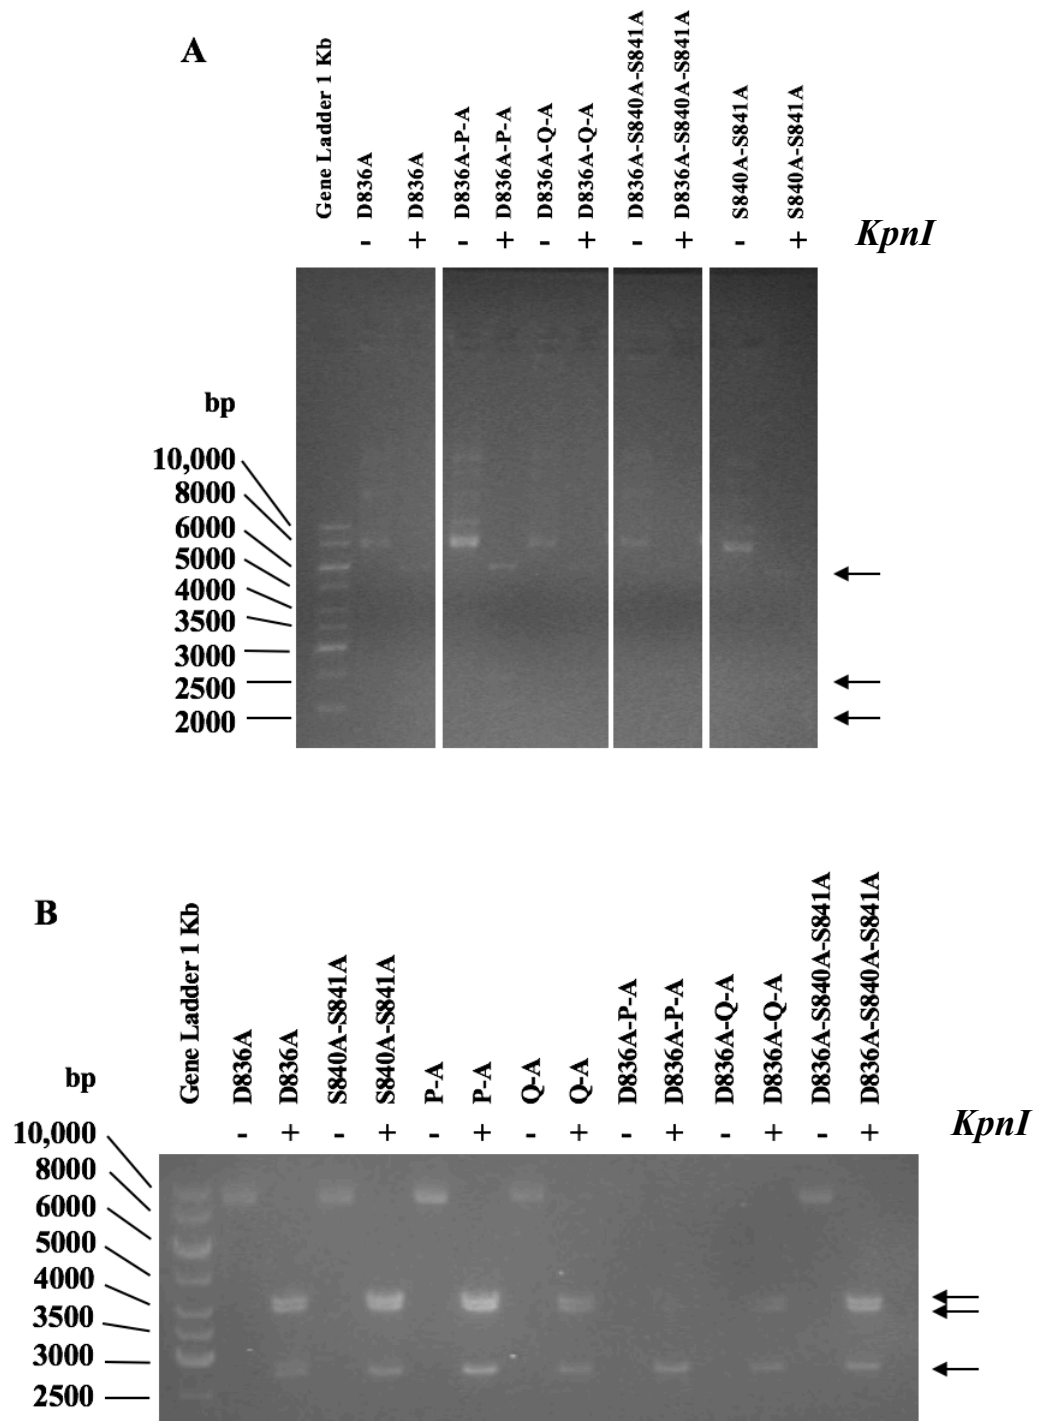 A
Gene Ladder 1 Kb
D836A
D836A
D836A-P-A
D836A-P-A
D836A-Q-A
D836A-Q-A
D836A-S840A-S841A
D836A-S840A-S841A
S840A-S841A
S840A-S841A
- + - + - + - + - + KpnI
bp
10,000
8000
6000
5000
4000
3500
3000
2500
2000
B
Gene Ladder 1 Kb
D836A
D836A
S840A-S841A
S840A-S841A
P-A
P-A
Q-A
Q-A
D836A-P-A
D836A-P-A
D836A-Q-A
D836A-Q-A
D836A-S840A-S841A
D836A-S840A-S841A
- + - + - + - + - + - + - + KpnI
bp
10,000
8000
6000
5000
4000
3500
3000
2500